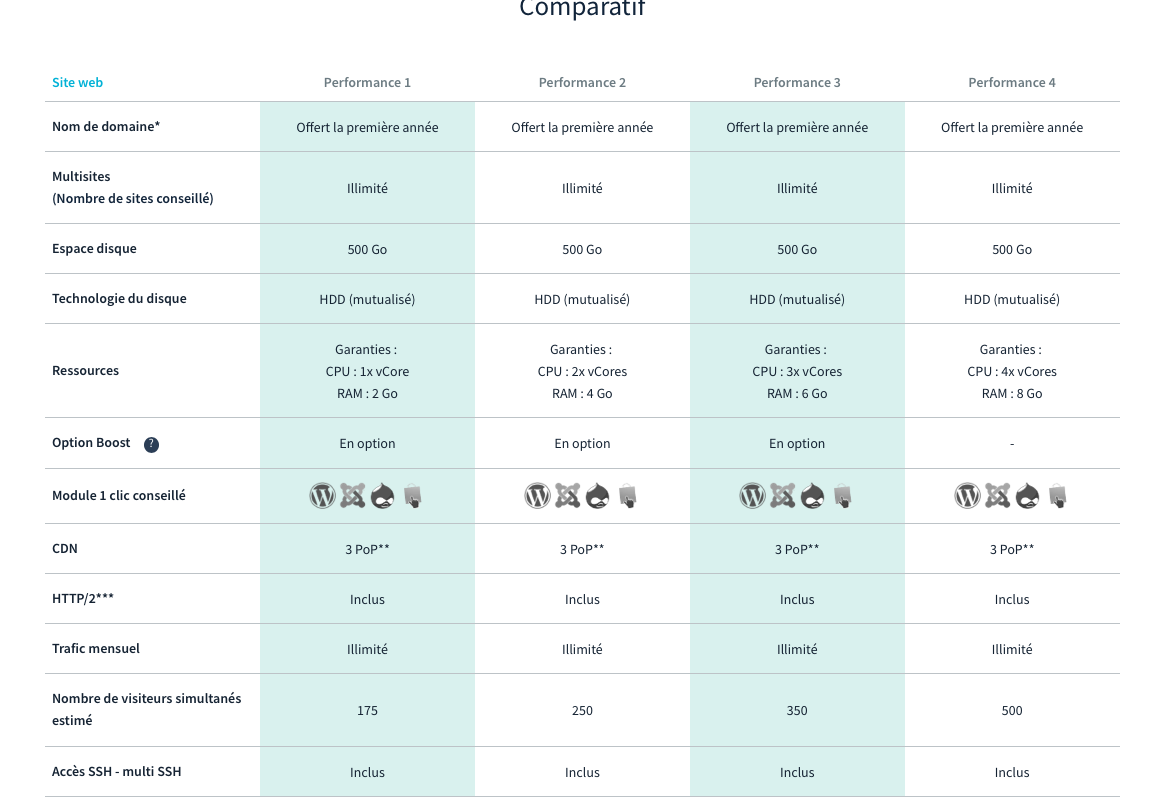 Comparatif
Site web Performance 1 Performance 2 Performance 3 Performance 4
Nom de domaine* Offert la première année Offert la première année Offert la première année Offert la première année
Multisites
(Nombre de sites conseillé) Illimité Illimité Illimité Illimité
Espace disque 500 Go 500 Go 500 Go 500 Go
Technologie du disque HDD (mutualisé) HDD (mutualisé) HDD (mutualisé) HDD (mutualisé)
Garanties : Garanties : Garanties : Garanties :
Ressources CPU : 1x vCore CPU : 2x vCores CPU : 3x vCores CPU : 4x vCores
RAM : 2 Go RAM : 4 Go RAM : 6 Go RAM : 8 Go
Option Boost ? En option En option En option -
Module 1 clic conseillé
CDN 3 PoP** 3 PoP** 3 PoP** 3 PoP**
HTTP/2*** Inclus Inclus Inclus Inclus
Trafic mensuel Illimité Illimité Illimité Illimité
Nombre de visiteurs simultanés
estimé 175 250 350 500
Accès SSH - multi SSH Inclus Inclus Inclus Inclus